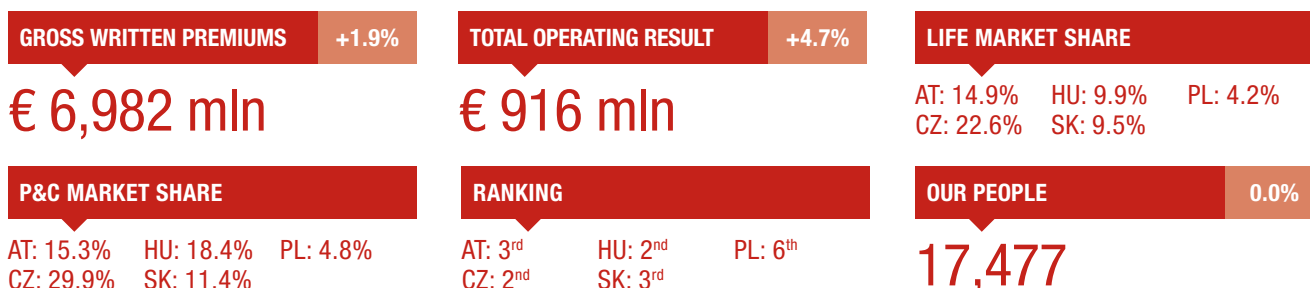 GROSS WRITTEN PREMIUMS +1.9%
€ 6,982 mln
TOTAL OPERATING RESULT +4.7%
€ 916 mln
LIFE MARKET SHARE
AT: 14.9% HU: 9.9% PL: 4.2%
CZ: 22.6% SK: 9.5%
P&C MARKET SHARE
AT: 15.3% HU: 18.4% PL: 4.8%
CZ: 29.9% SK: 11.4%
RANKING
AT: 3rd HU: 2nd PL: 6th
CZ: 2nd SK: 3rd
OUR PEOPLE 0.0%
17,477